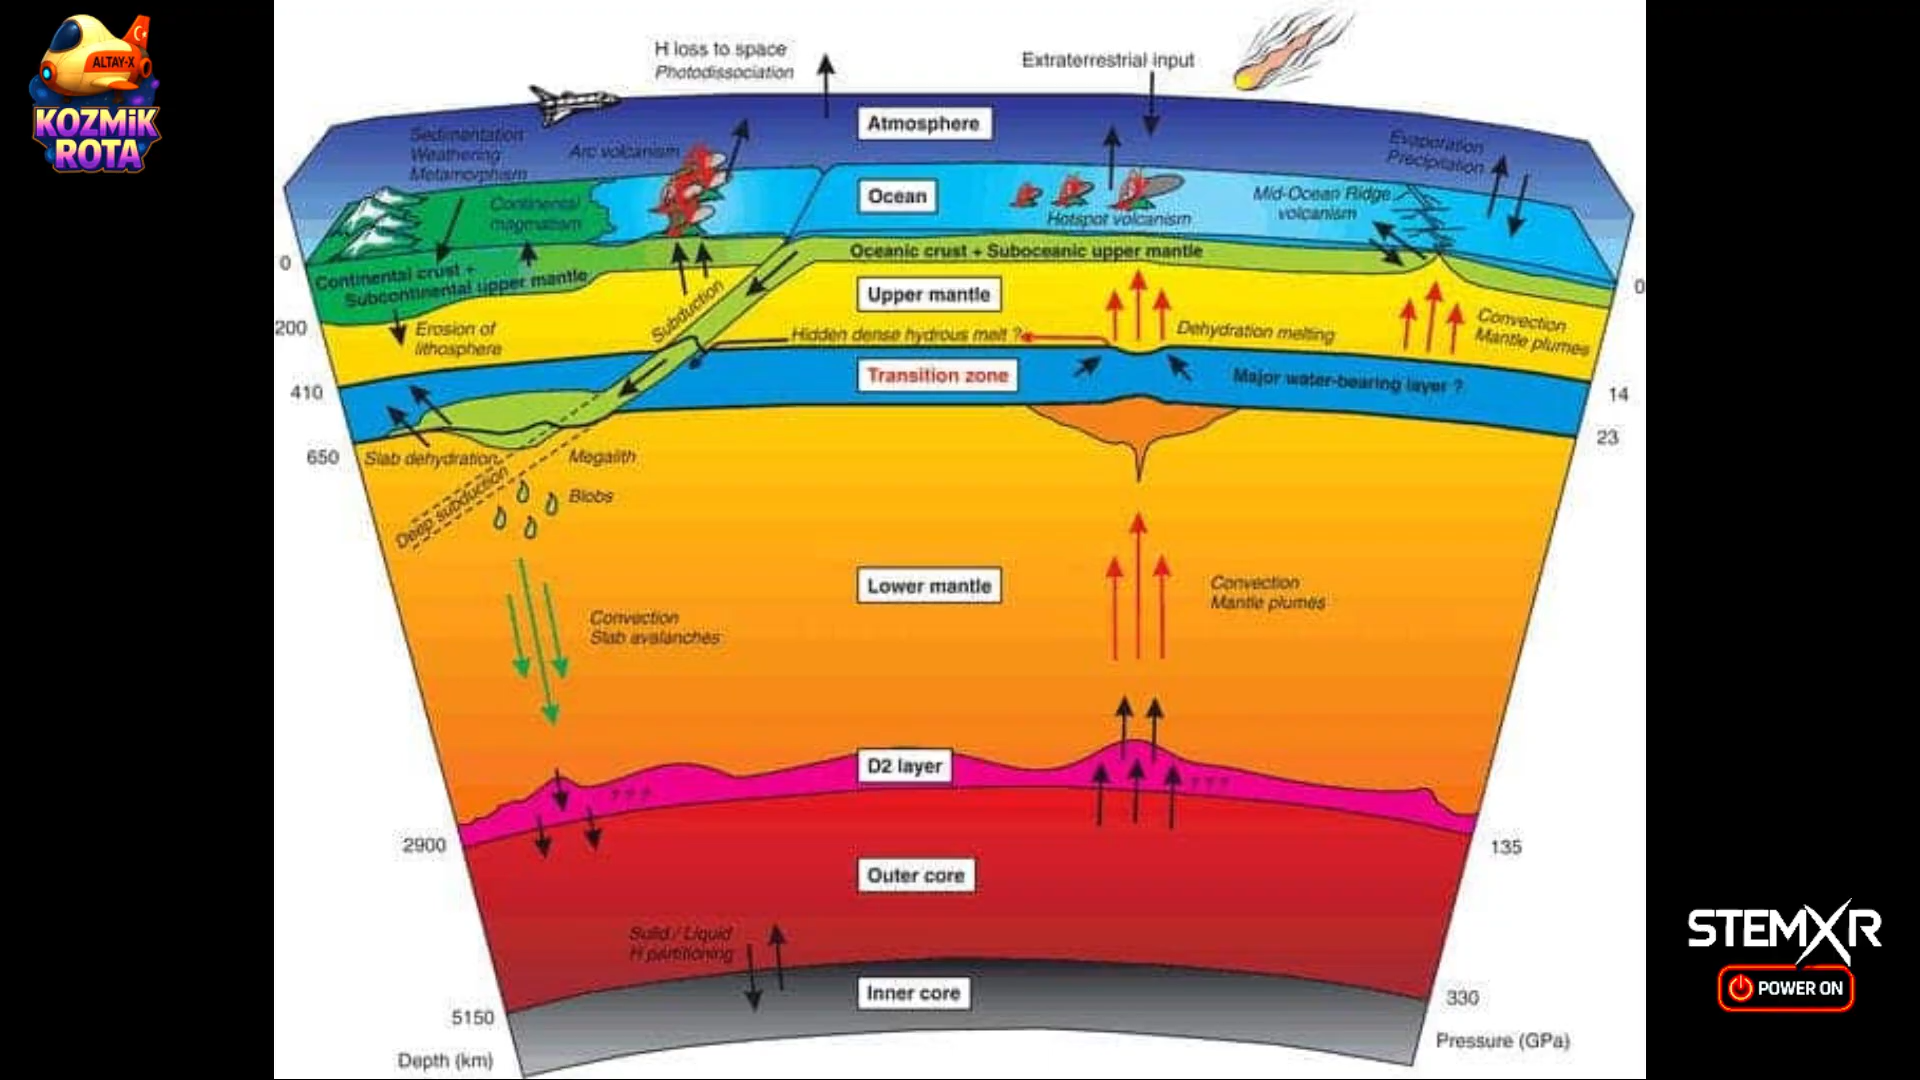 ALTAY-X
KOZMİK
ROTA
H loss to space
Photodissociation
Extraterrestrial input
Atmosphere
Sedimentation
Weathering
Metamorphism
Arc volcanism
Evaporation
Precipitation
Continental
magmatism
Ocean
Hotspot volcanism
Mid-Ocean Ridge
volcanism
0
Continental crust +
Subcontinental upper mantle
Oceanic crust + Suboceanic upper mantle
0
Upper mantle
200
Erosion of
lithosphere
Subduction
Hidden dense hydrous melt ?
Dehydration melting
Convection
Mantle plumes
410
Transition zone
Major water-bearing layer ?
14
23
650
Slab dehydration
Megalith
Deep subduction
Blobs
Lower mantle
Convection
Mantle plumes
Convection
Slab avalanches
D2 layer
? ? ?
? ? ?
2900
135
Outer core
Solid / Liquid
H partitioning
Inner core
5150
330
Depth (km)
Pressure (GPa)
STEMXR
POWER ON